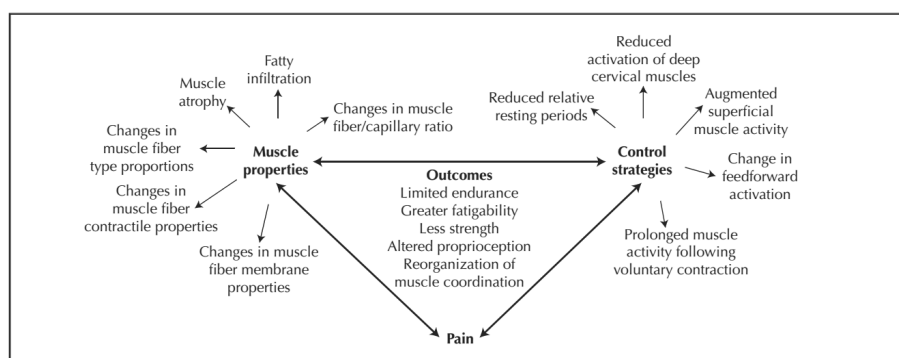 Fatty
infiltration
Muscle
atrophy
Changes in muscle
fiber/capillary ratio
Changes in
muscle fiber
type proportions
Muscle
properties
Changes in
muscle fiber
contractile properties
Changes in muscle
fiber membrane
properties
Outcomes
Limited endurance
Greater fatigability
Less strength
Altered proprioception
Reorganization of
muscle coordination
Reduced
activation of deep
cervical muscles
Reduced relative
resting periods
Augmented
superficial
muscle activity
Control
strategies
Change in
feedforward
activation
Prolonged muscle
activity following
voluntary contraction
Pain